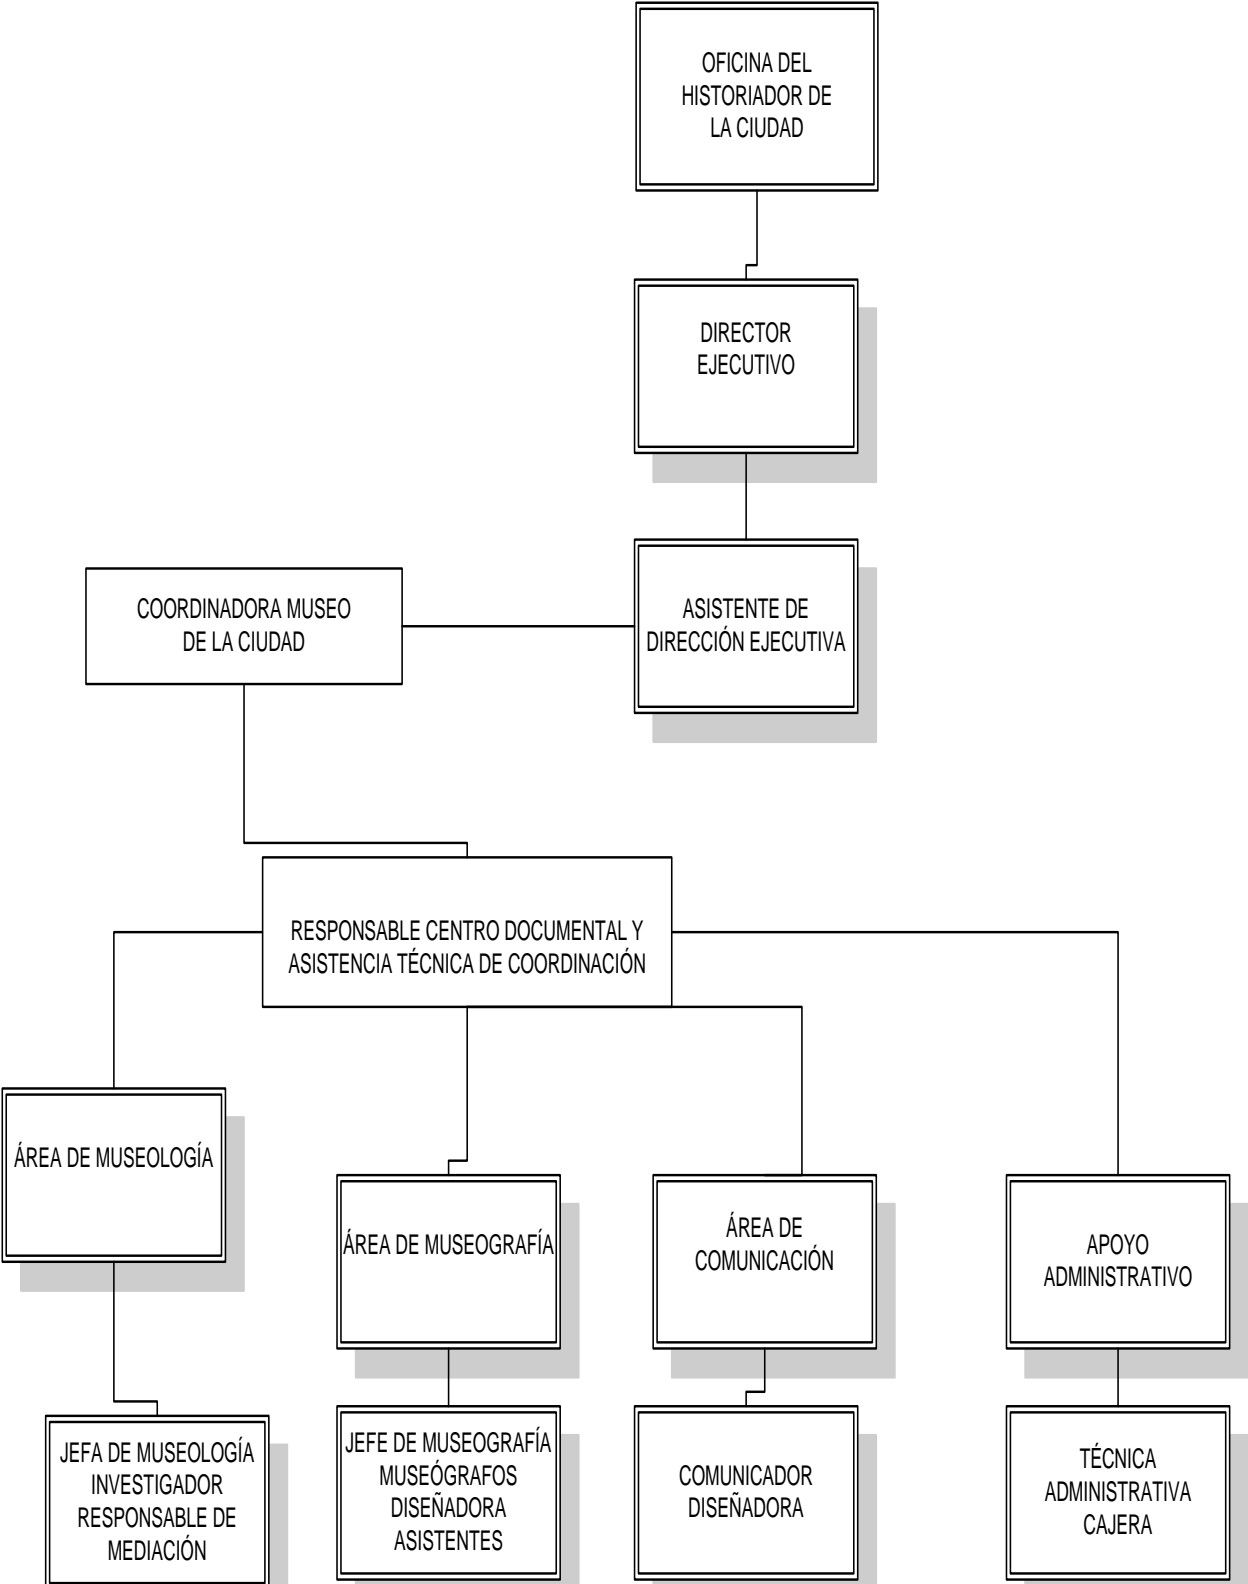 OFICINA DEL
HISTORIADOR DE
LA CIUDAD
DIRECTOR
EJECUTIVO
COORDINADORA MUSEO
DE LA CIUDAD
ASISTENTE DE
DIRECCIÓN EJECUTIVA
RESPONSABLE CENTRO DOCUMENTAL Y
ASISTENCIA TÉCNICA DE COORDINACIÓN
ÁREA DE MUSEOLOGÍA
ÁREA DE MUSEOGRAFÍA
ÁREA DE
COMUNICACIÓN
APOYO
ADMINISTRATIVO
JEFA DE MUSEOLOGÍA
INVESTIGADOR
RESPONSABLE DE
MEDIACIÓN
JEFE DE MUSEOGRAFÍA
MUSEÓGRAFOS
DISEÑADORA
ASISTENTES
COMUNICADOR
DISEÑADORA
TÉCNICA
ADMINISTRATIVA
CAJERA